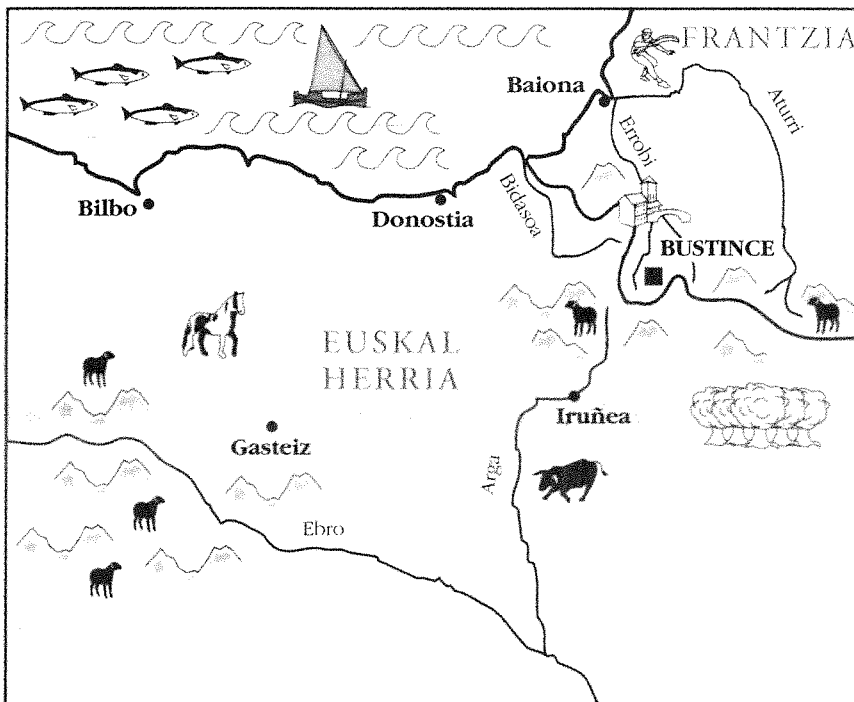 FRANTZIA
Baiona
Aturri
Errobi
Bilbo
Donostia
Bidasoa
BUSTINCE
EUSKAL
HERRIA
Iruñea
Gasteiz
Arga
Ebro